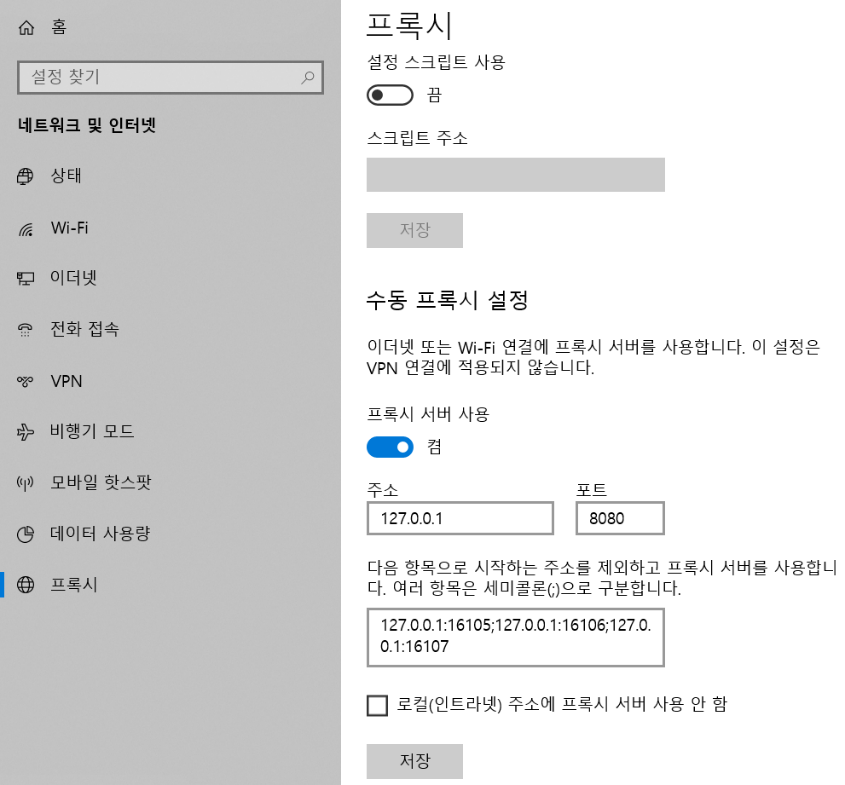 홈
설정 찾기
네트워크 및 인터넷
상태
Wi-Fi
이더넷
전화 접속
VPN
비행기 모드
모바일 핫스팟
데이터 사용량
프록시
프록시
설정 스크립트 사용
끔
스크립트 주소
저장
수동 프록시 설정
이더넷 또는 Wi-Fi 연결에 프록시 서버를 사용합니다. 이 설정은
VPN 연결에 적용되지 않습니다.
프록시 서버 사용
켬
주소 포트
127.0.0.1 8080
다음 항목으로 시작하는 주소를 제외하고 프록시 서버를 사용합니
다. 여러 항목은 세미콜론(;)으로 구분합니다.
127.0.0.1:16105;127.0.0.1:16106;127.0.
0.1:16107
로컬(인트라넷) 주소에 프록시 서버 사용 안 함
저장